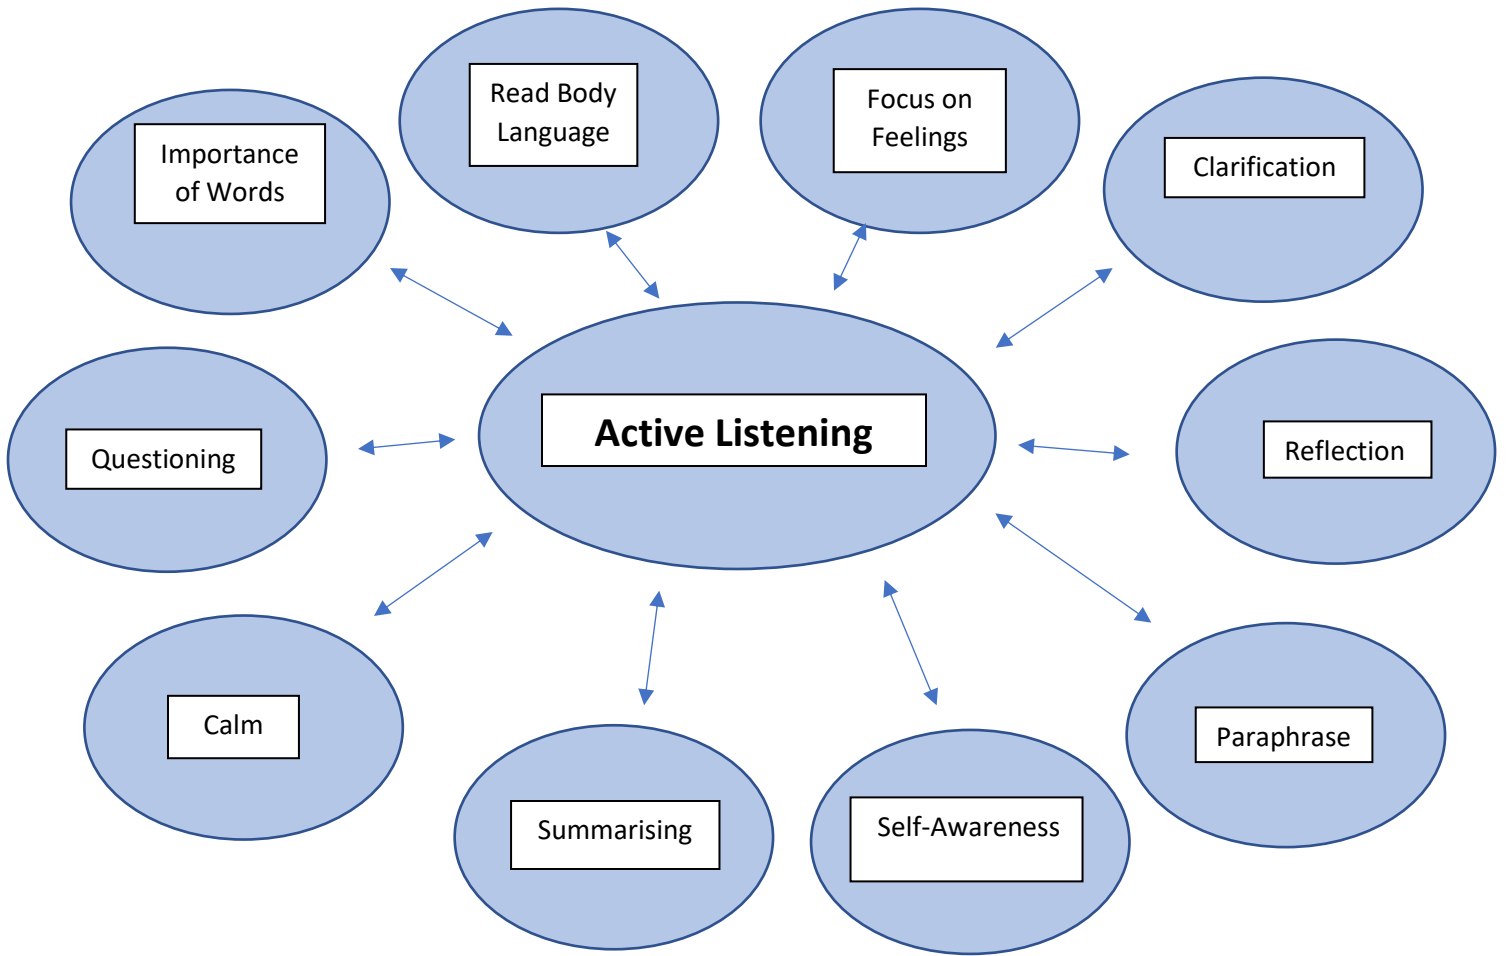 Read Body
Language
Focus on
Feelings
Importance
of Words
Clarification
Active Listening
Questioning
Reflection
Calm
Paraphrase
Summarising
Self-Awareness